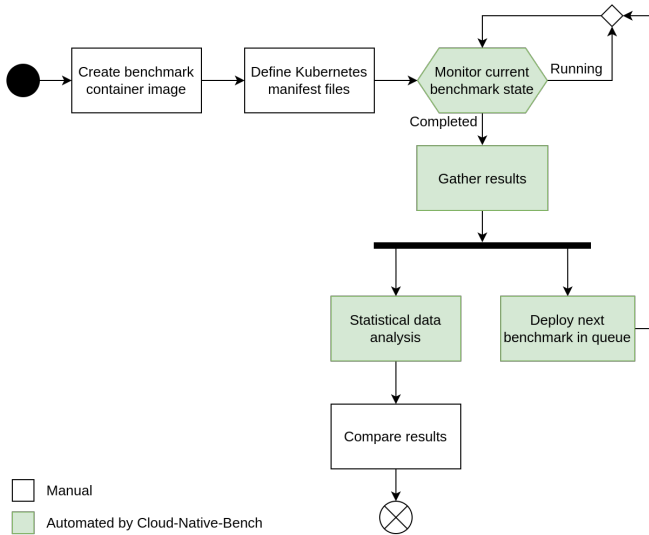 Create benchmark
container image
Define Kubernetes
manifest files
Monitor current
benchmark state
Running
Completed
Gather results
Statistical data
analysis
Deploy next
benchmark in queue
Compare results
Manual
Automated by Cloud-Native-Bench